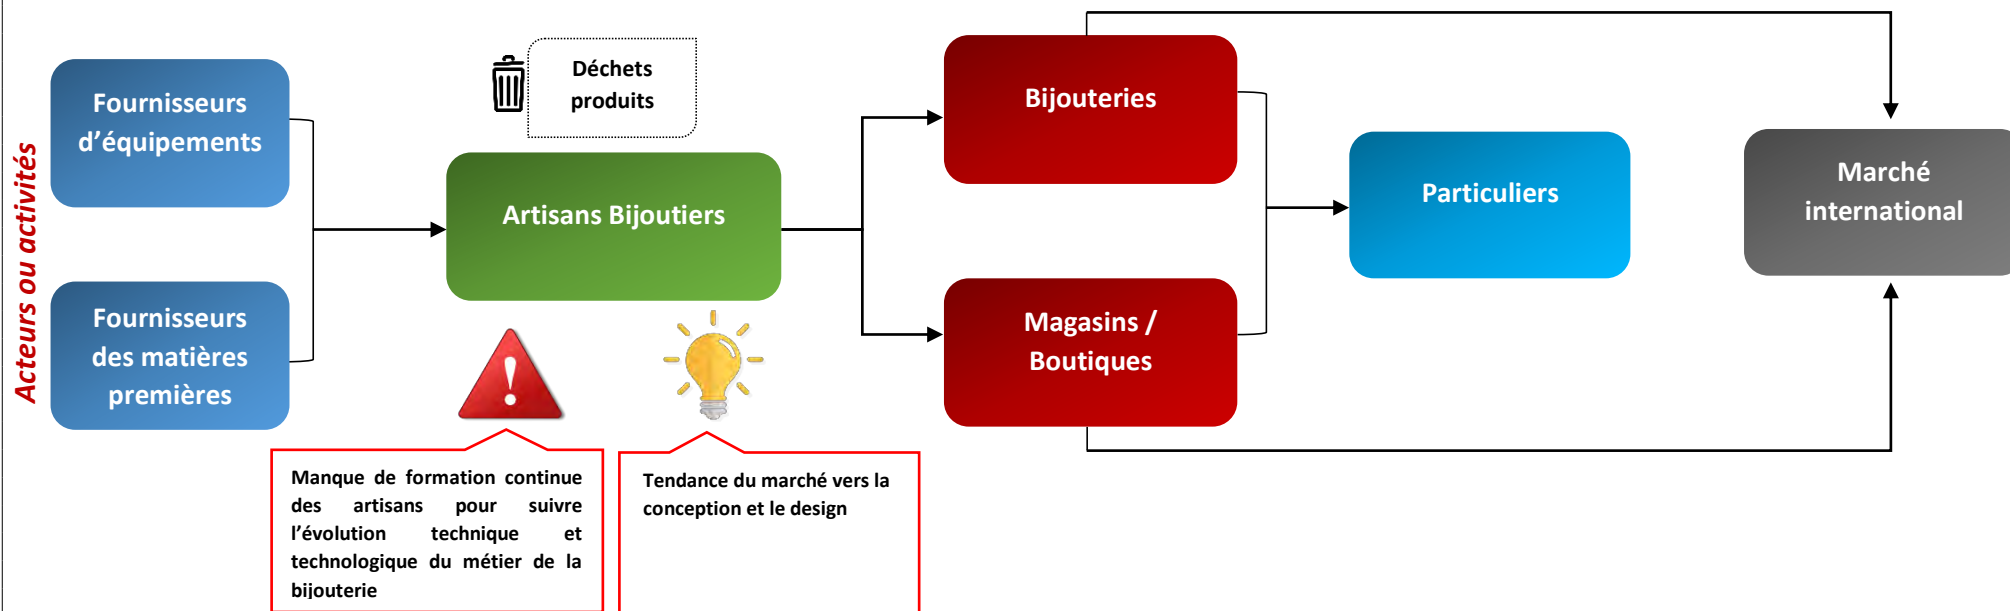 Acteurs ou activités
Fournisseurs
d’équipements
Fournisseurs
des matières
premières
Déchets
produits
Artisans Bijoutiers
Manque de formation continue
des artisans pour suivre
l’évolution technique et
technologique du métier de la
bijouterie
Tendance du marché vers la
conception et le design
Bijouteries
Magasins /
Boutiques
Particuliers
Marché
international